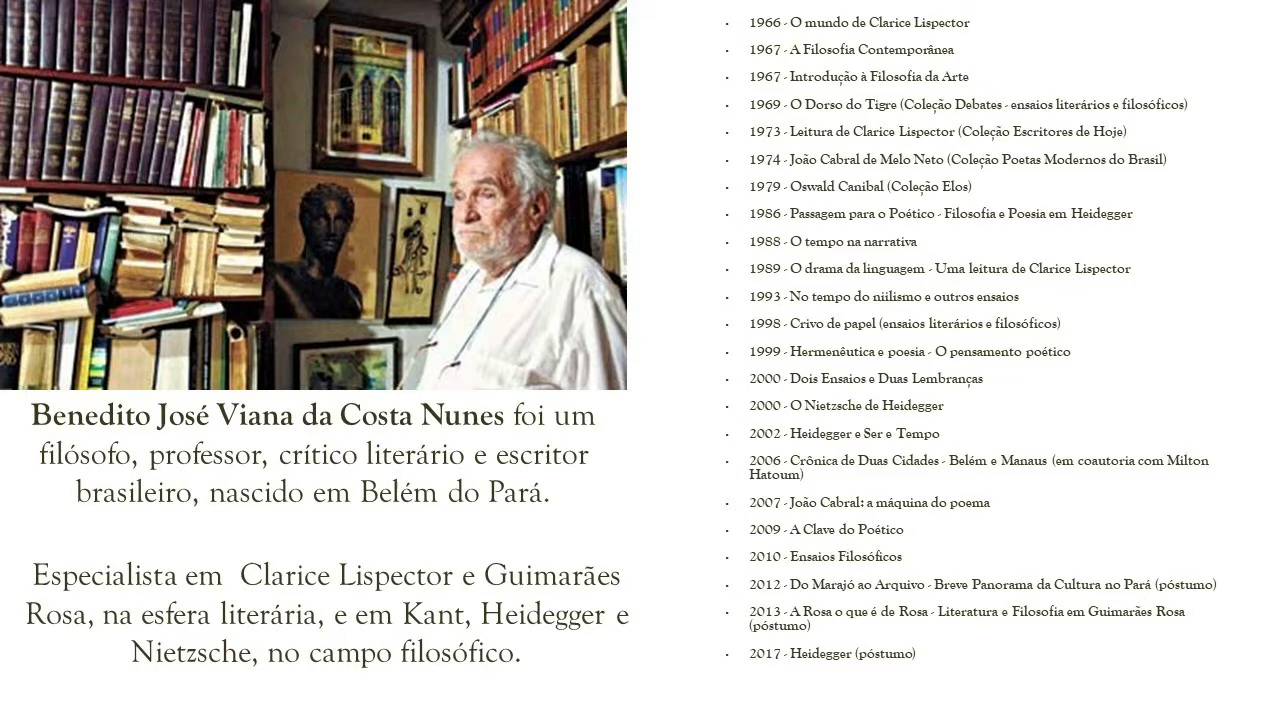 Benedito José Viana da Costa Nunes foi um
filósofo, professor, crítico literário e escritor
brasileiro, nascido em Belém do Pará.
Especialista em Clarice Lispector e Guimarães
Rosa, na esfera literária, e em Kant, Heidegger e
Nietzsche, no campo filosófico.
• 1966 - O mundo de Clarice Lispector
• 1967 - A Filosofia Contemporânea
• 1967 - Introdução à Filosofia da Arte
• 1969 - O Dorso do Tigre (Coleção Debates - ensaios literários e filosóficos)
• 1973 - Leitura de Clarice Lispector (Coleção Escritores de Hoje)
• 1974 - João Cabral de Melo Neto (Coleção Poetas Modernos do Brasil)
• 1979 - Oswald Canibal (Coleção Elos)
• 1986 - Passagem para o Poético - Filosofia e Poesia em Heidegger
• 1988 - O tempo na narrativa
• 1989 - O drama da linguagem - Uma leitura de Clarice Lispector
• 1993 - No tempo do niilismo e outros ensaios
• 1998 - Crivo de papel (ensaios literários e filosóficos)
• 1999 - Hermenêutica e poesia - O pensamento poético
• 2000 - Dois Ensaios e Duas Lembranças
• 2000 - O Nietzsche de Heidegger
• 2002 - Heidegger e Ser e Tempo
• 2006 - Crônica de Duas Cidades - Belém e Manaus (em coautoria com Milton
Hatoum)
• 2007 - João Cabral: a máquina do poema
• 2009 - A Clave do Poético
• 2010 - Ensaios Filosóficos
• 2012 - Do Marajó ao Arquivo - Breve Panorama da Cultura no Pará (póstumo)
• 2013 - A Rosa o que é de Rosa - Literatura e Filosofia em Guimarães Rosa
(póstumo)
• 2017 - Heidegger (póstumo)